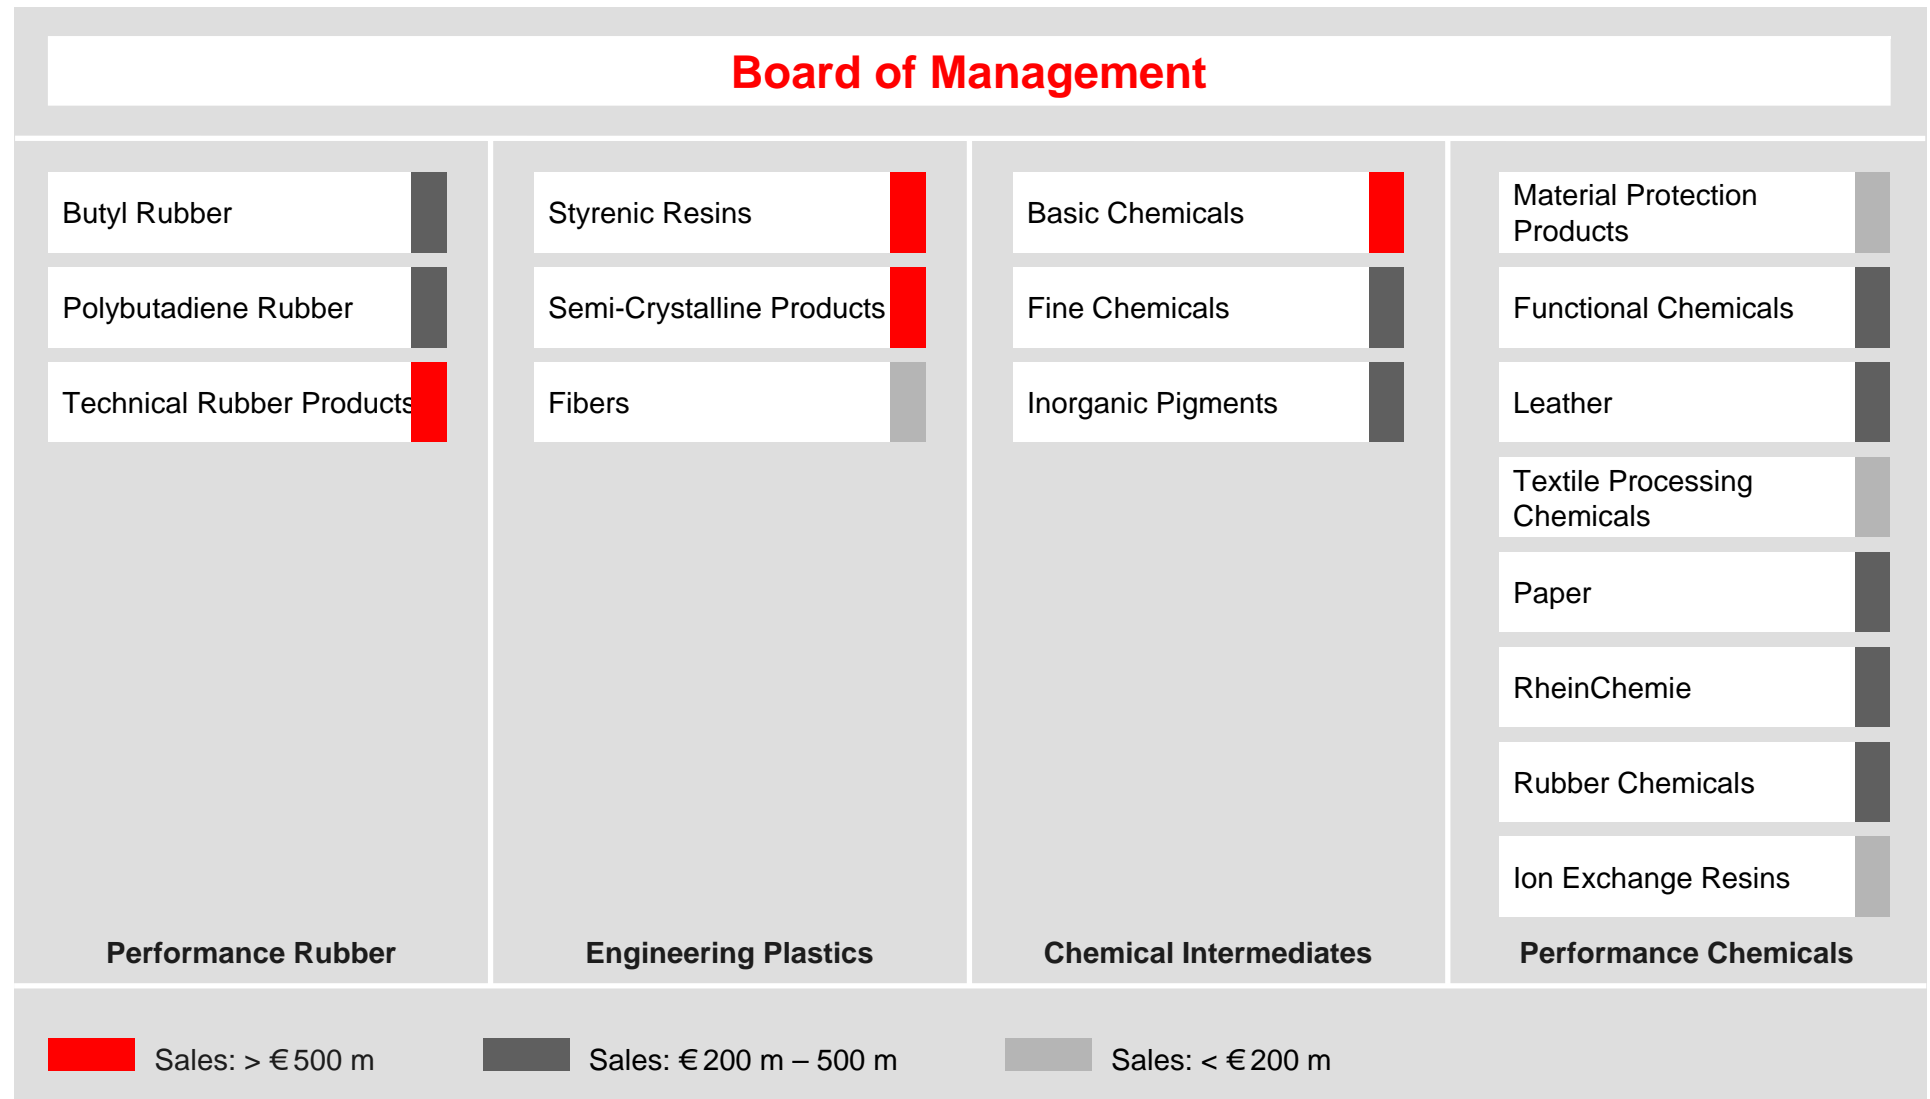 Board of Management
Butyl Rubber
Polybutadiene Rubber
Technical Rubber Products
Performance Rubber
Styrenic Resins
Semi-Crystalline Products
Fibers
Engineering Plastics
Basic Chemicals
Fine Chemicals
Inorganic Pigments
Chemical Intermediates
Material Protection
Products
Functional Chemicals
Leather
Textile Processing
Chemicals
Paper
RheinChemie
Rubber Chemicals
Ion Exchange Resins
Performance Chemicals
Sales: > €500 m
Sales: €200 m – 500 m
Sales: < €200 m